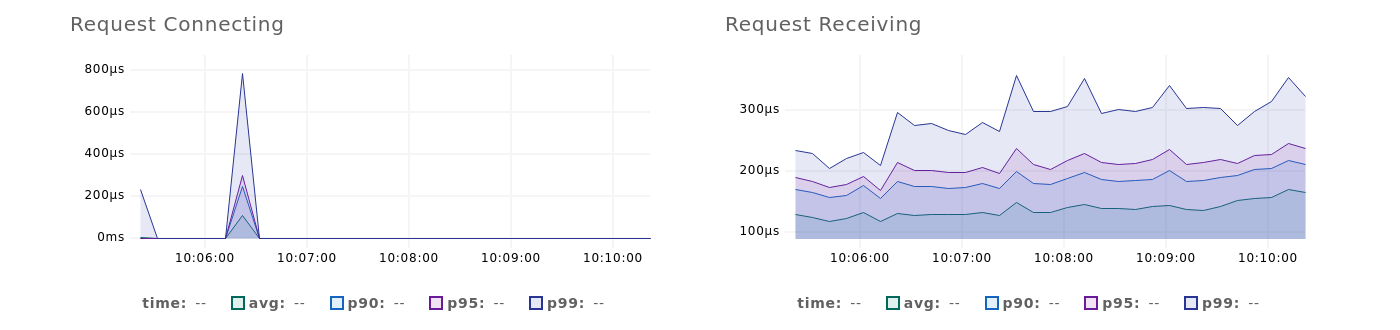 Request Connecting
800µs
600µs
400µs
200µs
0ms
10:06:00 10:07:00 10:08:00 10:09:00 10:10:00
time: -- avg: -- p90: -- p95: -- p99: --
Request Receiving
300µs
200µs
100µs
10:06:00 10:07:00 10:08:00 10:09:00 10:10:00
time: -- avg: -- p90: -- p95: -- p99: --